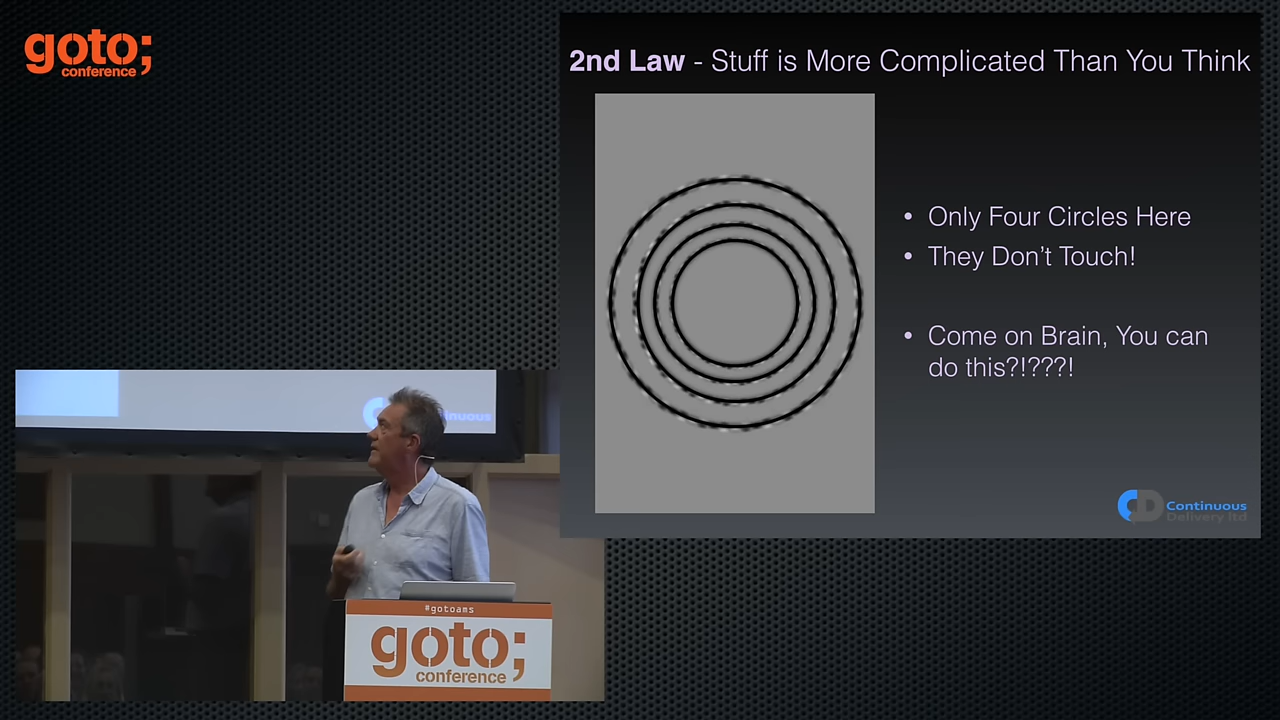 goto;
conference
2nd Law - Stuff is More Complicated Than You Think
• Only Four Circles Here
• They Don't Touch!
• Come on Brain, You can
do this?!???!
CD Continuous
Delivery ltd
#gotoams
goto;
conference